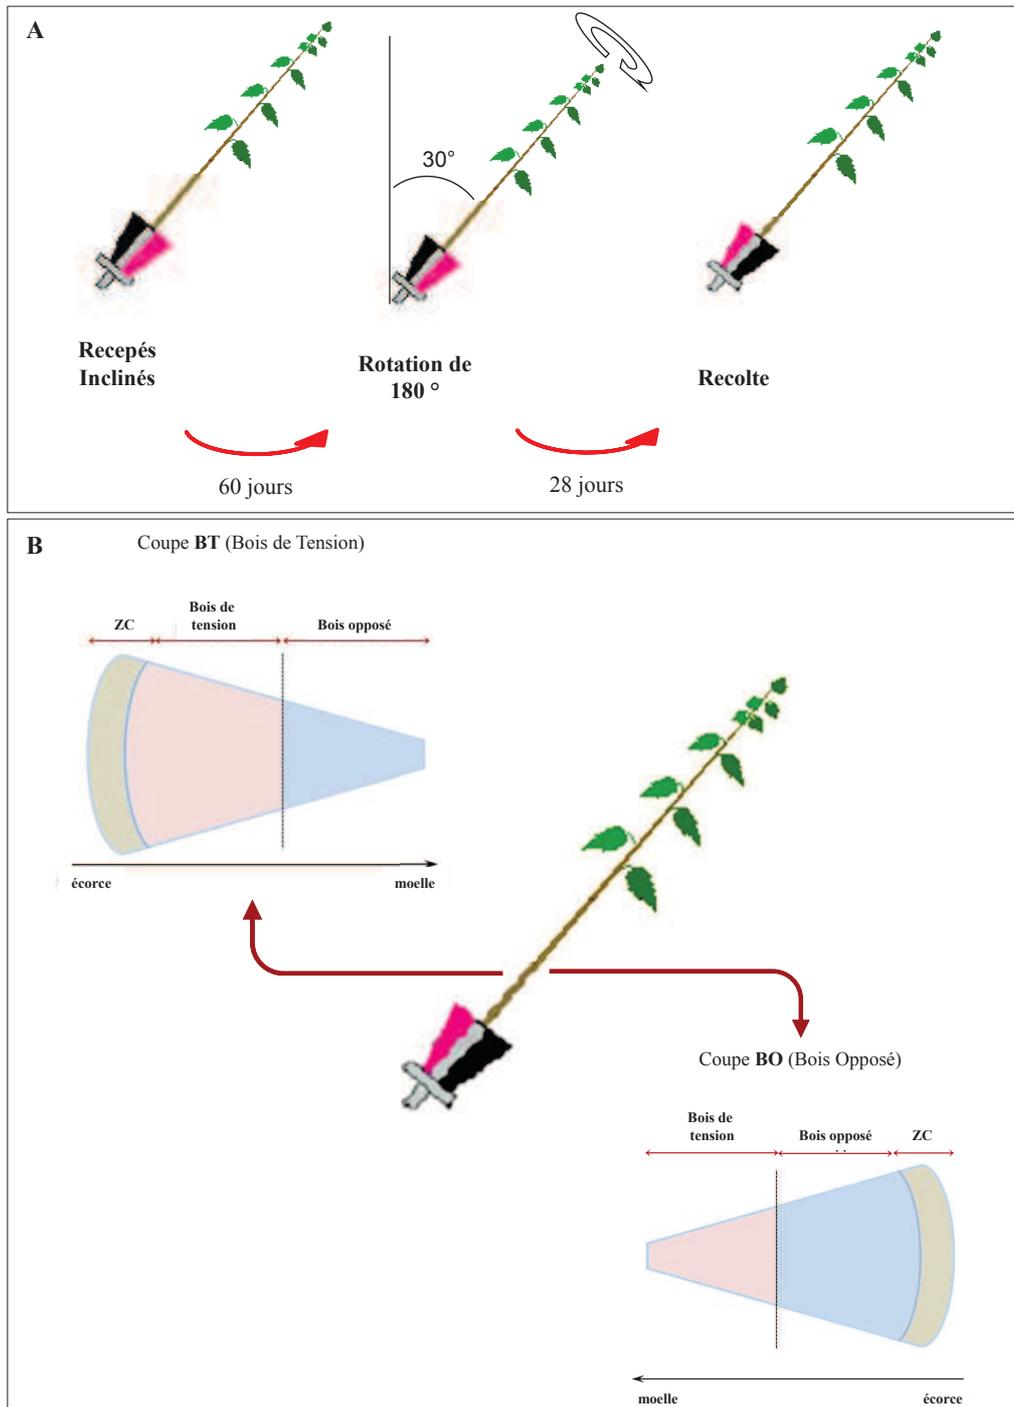 A
30°
Recepés
Inclinés
Rotation de
180 °
Recolte
60 jours
28 jours
B
Coupe BT (Bois de Tension)
ZC
Bois de
tension
Bois opposé
écorce
moelle
Coupe BO (Bois Opposé)
Bois de
tension
Bois opposé
ZC
moelle
écorce